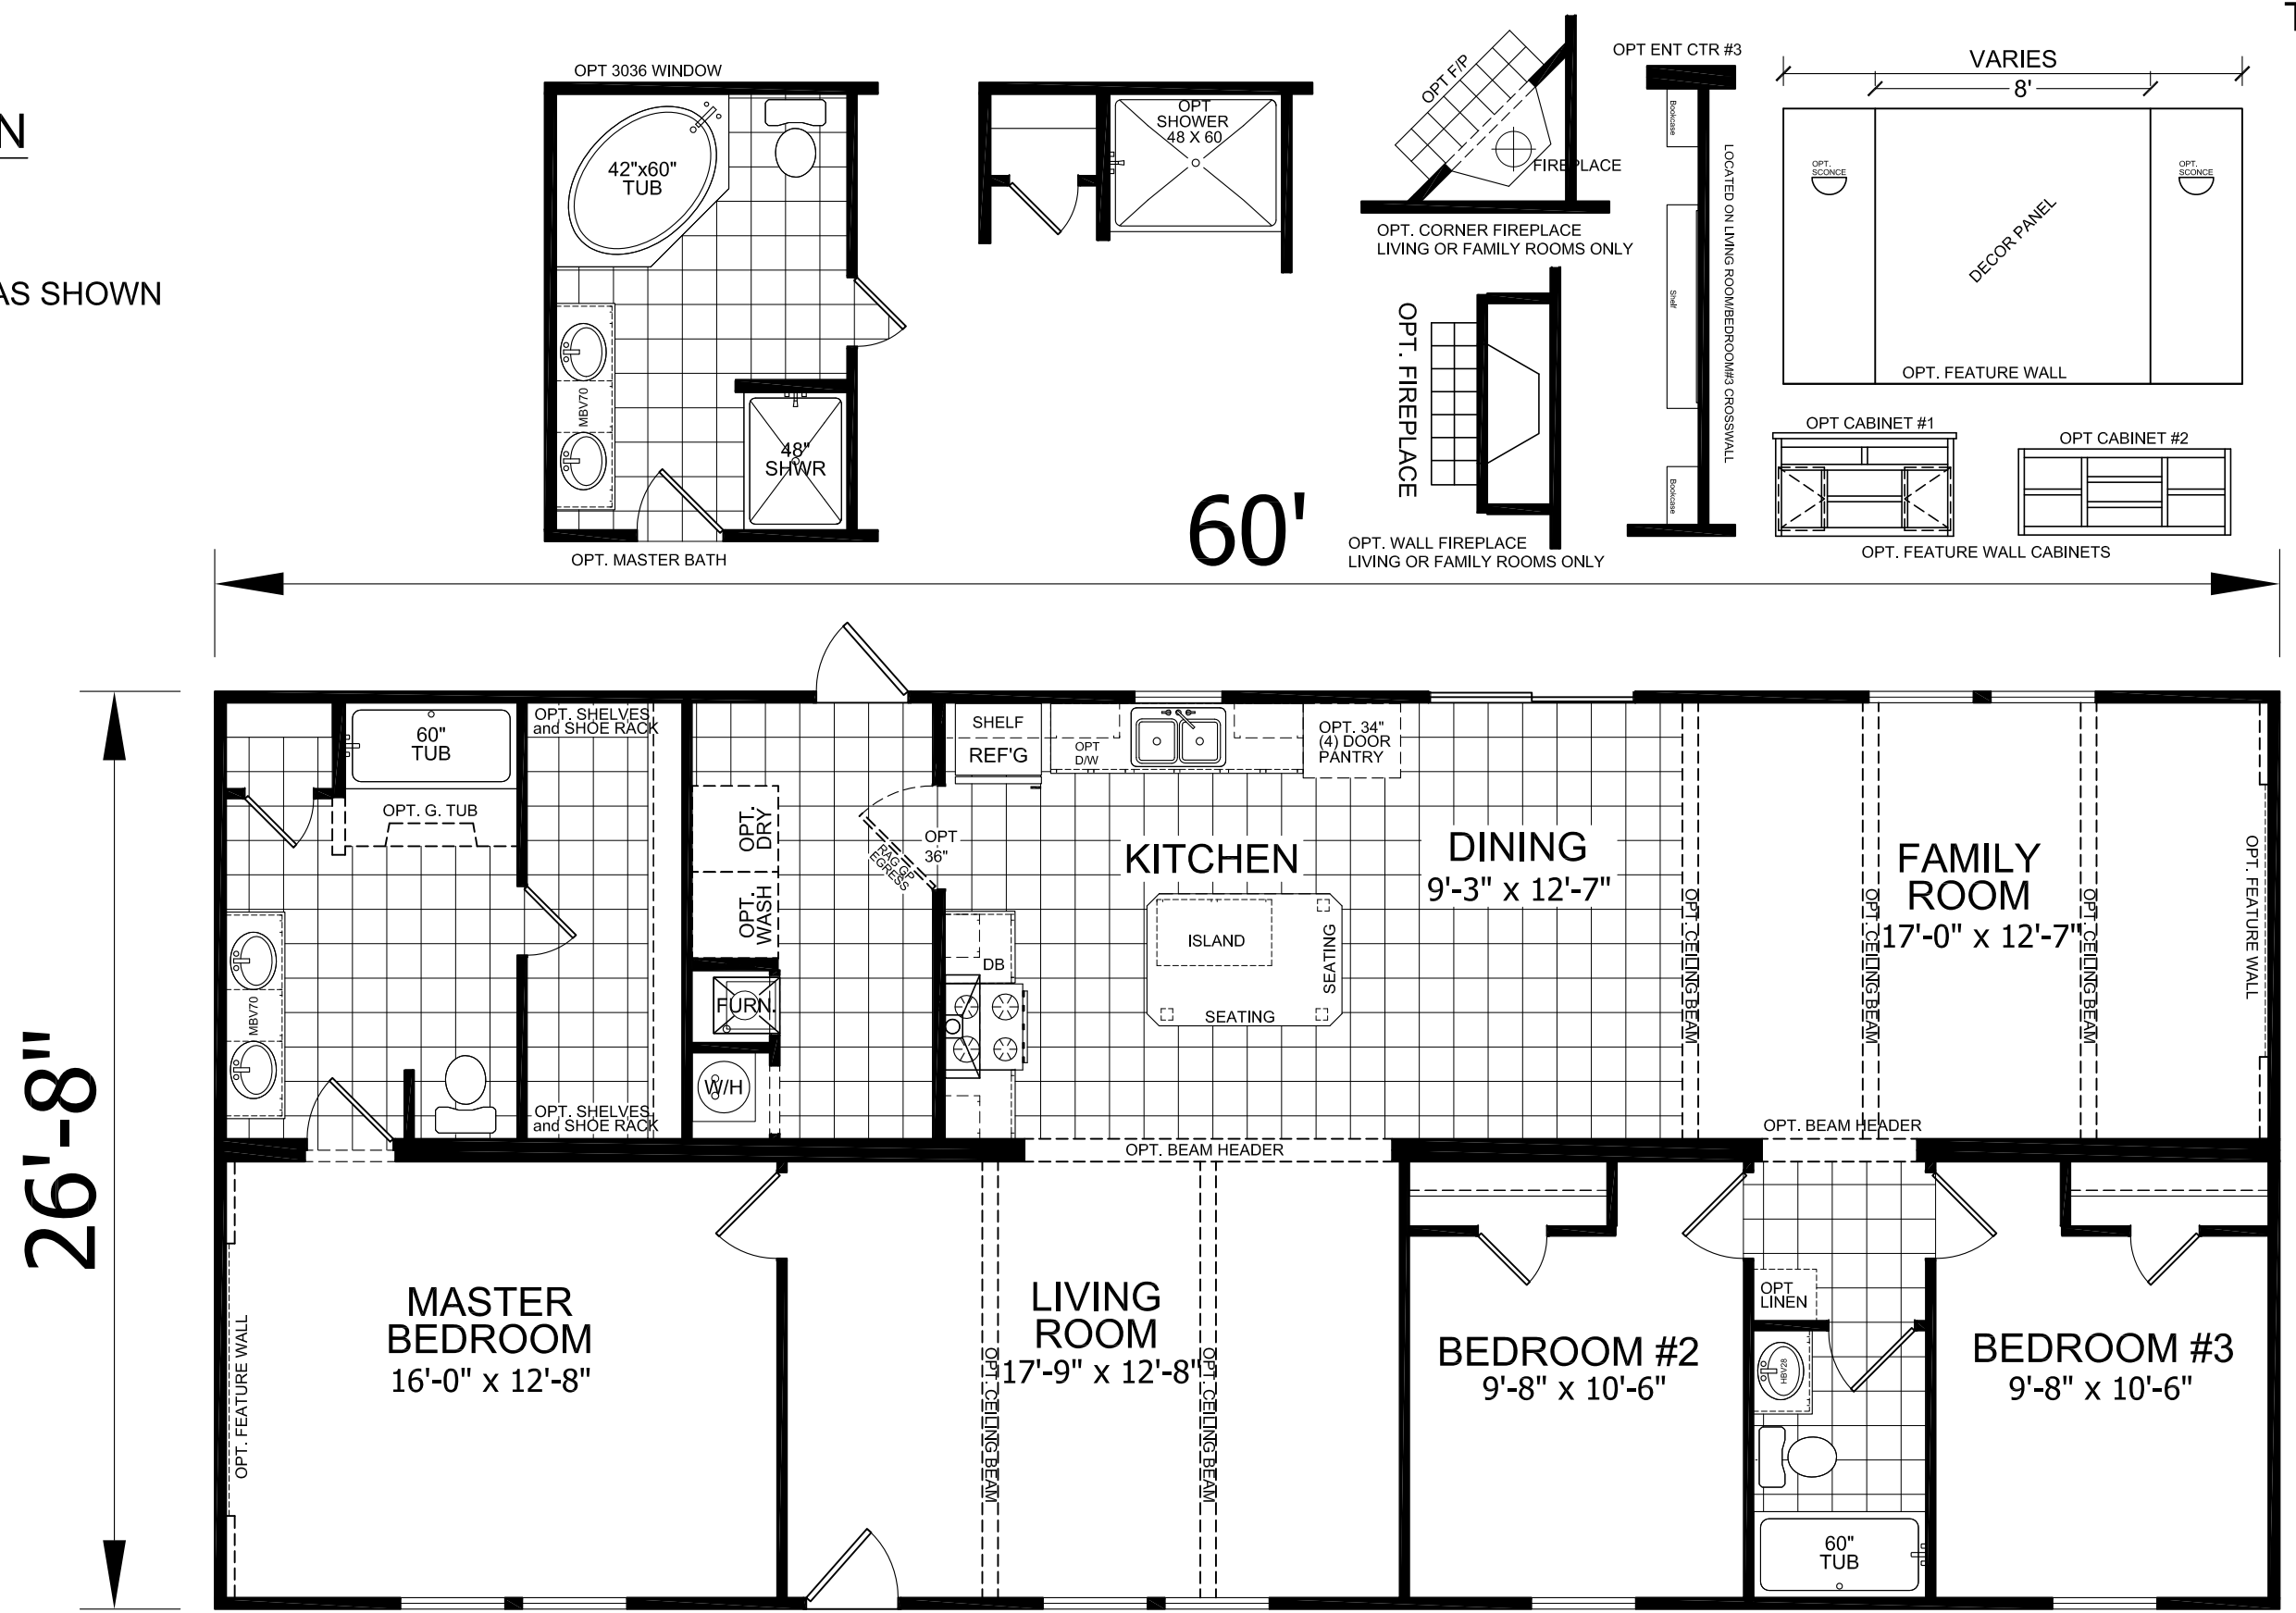 N
AS SHOWN
OPT 3036 WINDOW
42"x60"
TUB
MBV70
48"
SHWR
OPT. MASTER BATH
OPT
SHOWER
48 X 60
OPT F/P
FIREPLACE
OPT. CORNER FIREPLACE
LIVING OR FAMILY ROOMS ONLY
OPT. FIREPLACE
OPT. WALL FIREPLACE
LIVING OR FAMILY ROOMS ONLY
OPT ENT CTR #3
Bookcase
Shelf
Bookcase
LOCATED ON LIVING ROOM/BEDROOM#3 CROSSWALL
VARIES
8'
OPT.
SCONCE
OPT.
SCONCE
DECOR PANEL
OPT. FEATURE WALL
OPT CABINET #1
OPT CABINET #2
OPT. FEATURE WALL CABINETS
60'
26'-8"
60"
TUB
OPT. G. TUB
MBV70
OPT. SHELVES
and SHOE RACK
OPT. SHELVES
and SHOE RACK
OPT.
DRY
OPT.
WASH
FURN.
W/H
OPT
36"
EGRESS
SHELF
REF'G
OPT
D/W
OPT. 34"
(4) DOOR
PANTRY
KITCHEN
DB
ISLAND
SEATING
SEATING
DINING
9'-3" x 12'-7"
OPT. CEILING BEAM
OPT. CEILING BEAM
OPT. CEILING BEAM
FAMILY
ROOM
17'-0" x 12'-7"
OPT. FEATURE WALL
OPT. BEAM HEADER
OPT. BEAM HEADER
OPT. FEATURE WALL
MASTER
BEDROOM
16'-0" x 12'-8"
LIVING
ROOM
17'-9" x 12'-8"
OPT. CEILING BEAM
OPT. CEILING BEAM
BEDROOM #2
9'-8" x 10'-6"
OPT
LINEN
HBV28
60"
TUB
BEDROOM #3
9'-8" x 10'-6"